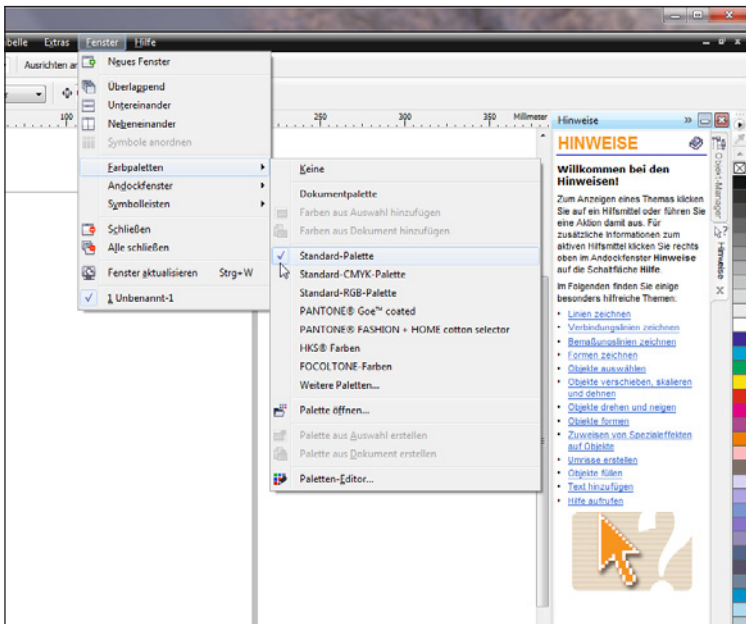 Extras Fenster Hilfe
Ausrichten an
Neues Fenster
Überlappend
Untereinander
Nebeneinander
Symbole anordnen
Farbpaletten
Andockfenster
Symbolleisten
Schließen
Alle schließen
Fenster aktualisieren Strg+W
1 Unbenannt-1
100
250 300 350 Millimeter
Keine
Dokumentpalette
Farben aus Auswahl hinzufügen
Farben aus Dokument hinzufügen
Standard-Palette
Standard-CMYK-Palette
Standard-RGB-Palette
PANTONE® Goe™ coated
PANTONE® FASHION + HOME cotton selector
HKS® Farben
FOCOLTONE-Farben
Weitere Paletten...
Palette öffnen...
Palette aus Auswahl erstellen
Palette aus Dokument erstellen
Paletten-Editor...
Hinweise
HINWEISE
Willkommen bei den
Hinweisen!
Zum Anzeigen eines Themas klicken
Sie auf ein Hilfsmittel oder führen Sie
eine Aktion damit aus. Für
zusätzliche Informationen zum
aktiven Hilfsmittel klicken Sie rechts
oben im Andockfenster Hinweise
auf die Schaltfläche Hilfe.
Im Folgenden finden Sie einige
besonders hilfreiche Themen:
Linien zeichnen
Verbindungslinien zeichnen
Bemaßungslinien zeichnen
Formen zeichnen
Objekte auswählen
Objekte verschieben, skalieren
und dehnen
Objekte drehen und neigen
Objekte formen
Zuweisen von Spezialeffekten
auf Objekte
Umrisse erstellen
Objekte füllen
Text hinzufügen
Hilfe aufrufen
Objekt-Manager
Hinweise